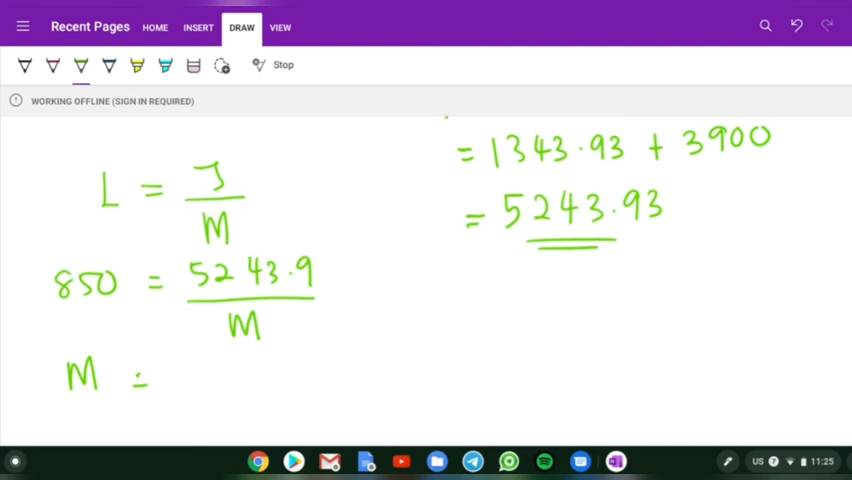 Recent Pages HOME INSERT DRAW VIEW
Stop
WORKING OFFLINE (SIGN IN REQUIRED)
= 1343.93 + 3900
= 5243.93
L = J / M
850 = 5243.9 / M
M =
US 7 11:25